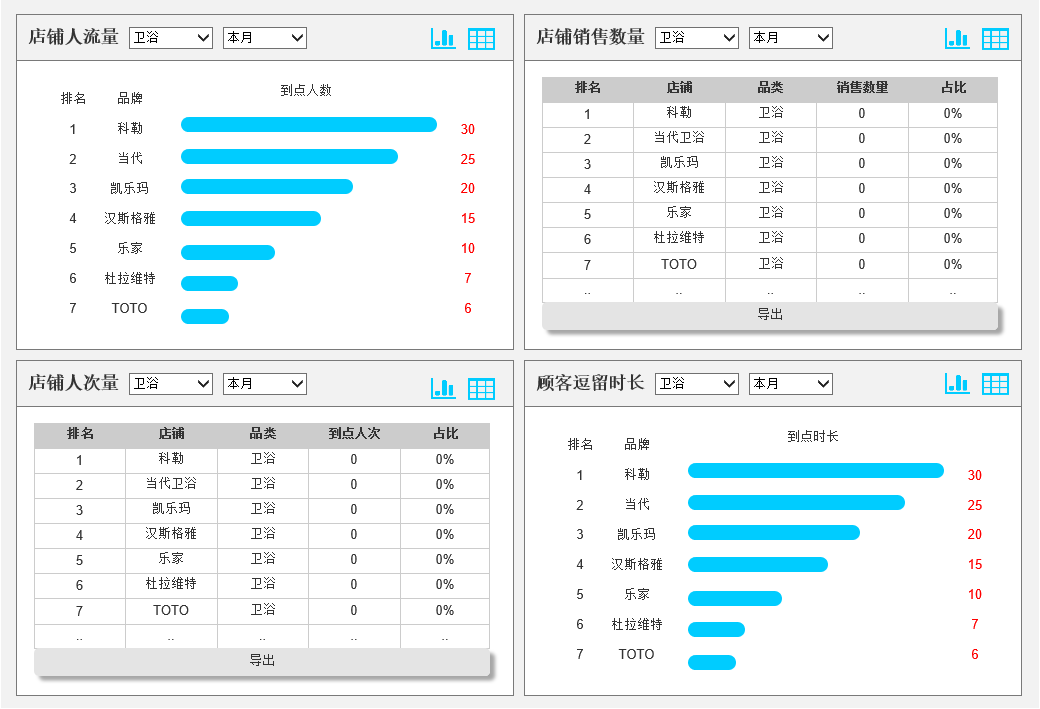 店铺人流量 卫浴 本月
排名 品牌 到点人数
1 科勒 30
2 当代 25
3 凯乐玛 20
4 汉斯格雅 15
5 乐家 10
6 杜拉维特 7
7 TOTO 6
店铺销售数量 卫浴 本月
排名 店铺 品类 销售数量 占比
1 科勒 卫浴 0 0%
2 当代卫浴 卫浴 0 0%
3 凯乐玛 卫浴 0 0%
4 汉斯格雅 卫浴 0 0%
5 乐家 卫浴 0 0%
6 杜拉维特 卫浴 0 0%
7 TOTO 卫浴 0 0%
.. .. .. .. ..
导出
店铺人次量 卫浴 本月
排名 店铺 品类 到点人次 占比
1 科勒 卫浴 0 0%
2 当代卫浴 卫浴 0 0%
3 凯乐玛 卫浴 0 0%
4 汉斯格雅 卫浴 0 0%
5 乐家 卫浴 0 0%
6 杜拉维特 卫浴 0 0%
7 TOTO 卫浴 0 0%
.. .. .. .. ..
导出
顾客逗留时长 卫浴 本月
排名 品牌 到点时长
1 科勒 30
2 当代 25
3 凯乐玛 20
4 汉斯格雅 15
5 乐家 10
6 杜拉维特 7
7 TOTO 6